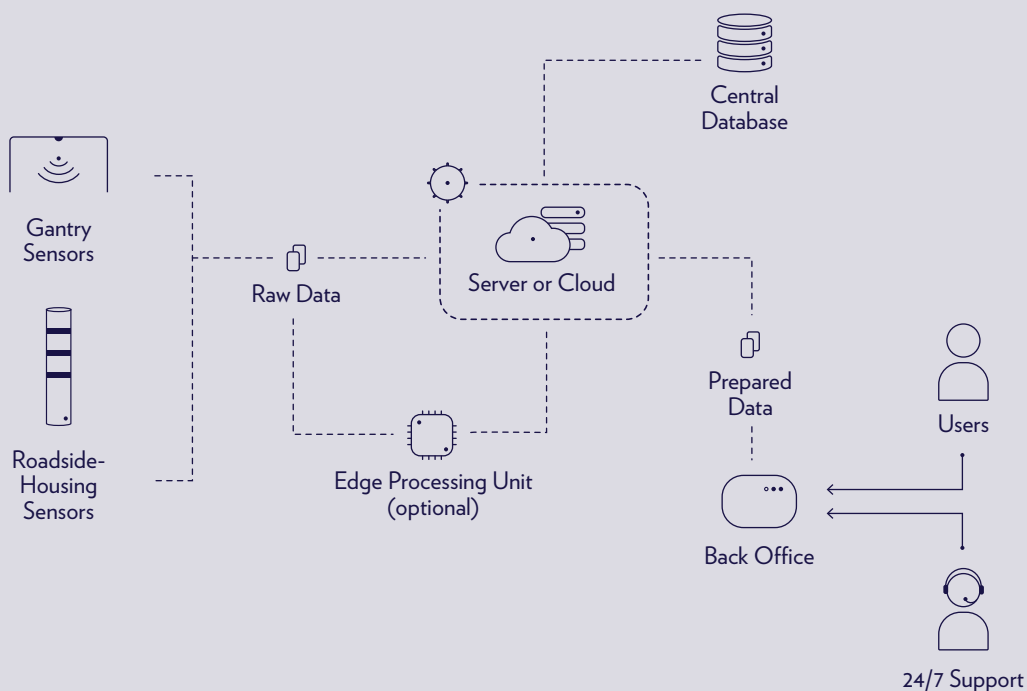 Central
Database
Gantry
Sensors
Server or Cloud
Raw Data
Prepared
Data
Users
Roadside-
Housing
Sensors
Edge Processing Unit
(optional)
Back Office
24/7 Support